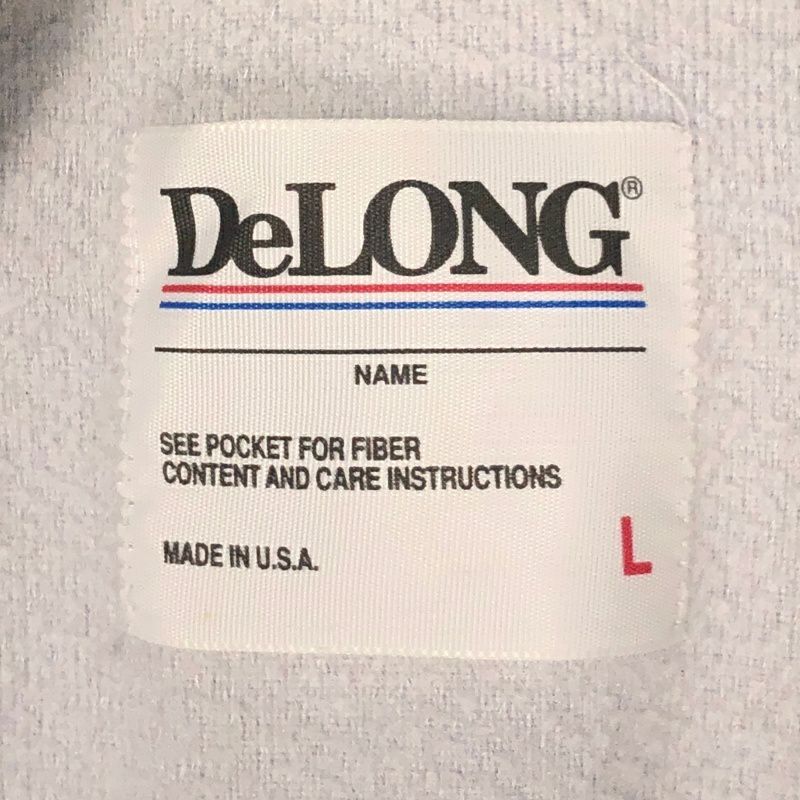 DeLONG®
NAME
SEE POCKET FOR FIBER
CONTENT AND CARE INSTRUCTIONS
MADE IN U.S.A.
L